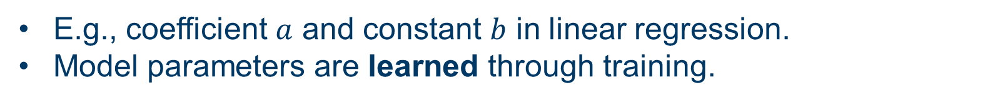 • E.g., coefficient a and constant b in linear regression.
• Model parameters are learned through training.